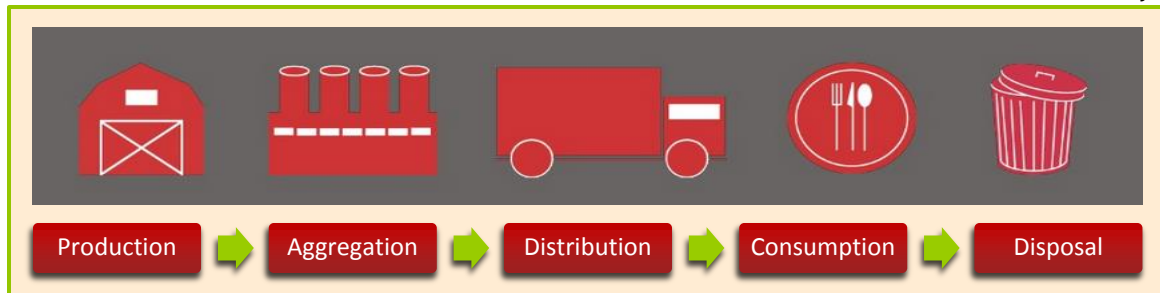 Production
Aggregation
Distribution
Consumption
Disposal